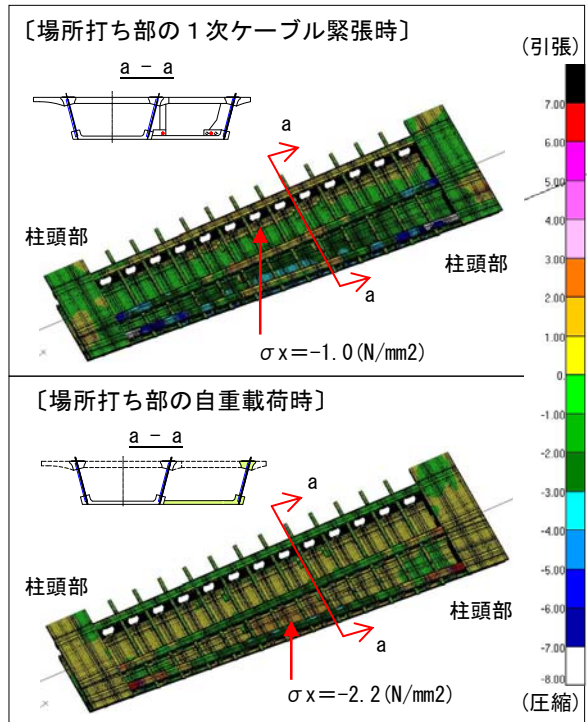 〔場所打ち部の１次ケーブル緊張時〕
(引張)
a － a
7.00
6.00
5.00
4.00
3.00
2.00
1.00
0
-1.00
-2.00
-3.00
-4.00
-5.00
-6.00
-7.00
-8.00
(圧縮)
a
柱頭部
柱頭部
a
σx＝-1.0(N/mm2)
〔場所打ち部の自重載荷時〕
a － a
a
柱頭部
柱頭部
a
σx＝-2.2(N/mm2)